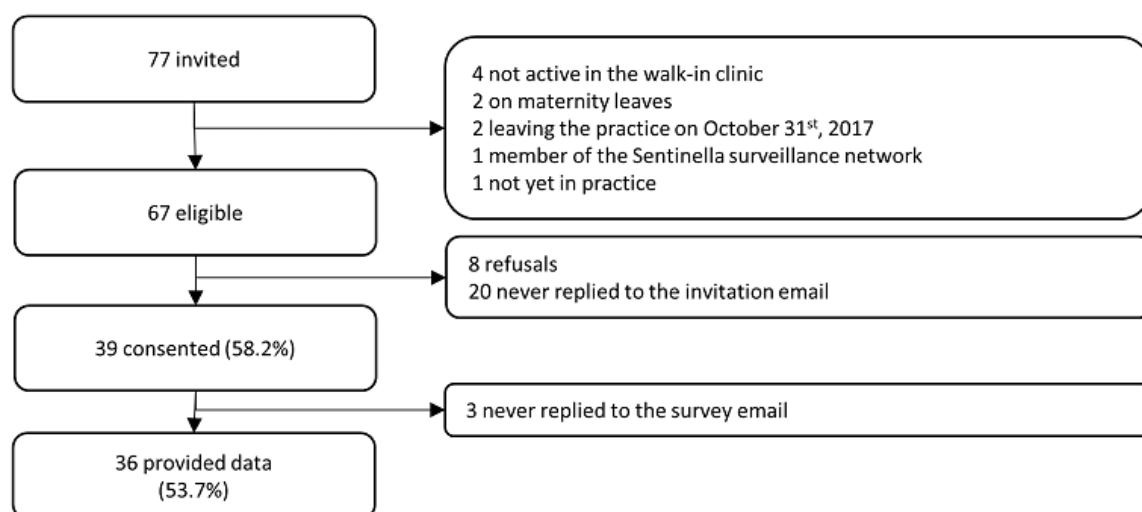 77 invited
4 not active in the walk-in clinic
2 on maternity leaves
2 leaving the practice on October 31st, 2017
1 member of the Sentinella surveillance network
1 not yet in practice
67 eligible
8 refusals
20 never replied to the invitation email
39 consented (58.2%)
3 never replied to the survey email
36 provided data
(53.7%)